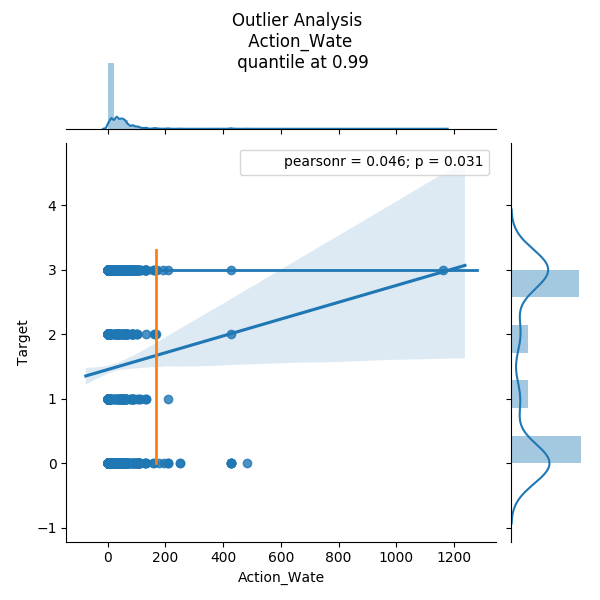 Outlier Analysis
Action_Wate
quantile at 0.99
pearsonr = 0.046; p = 0.031
4
3
2
1
0
−1
Target
0 200 400 600 800 1000 1200
Action_Wate